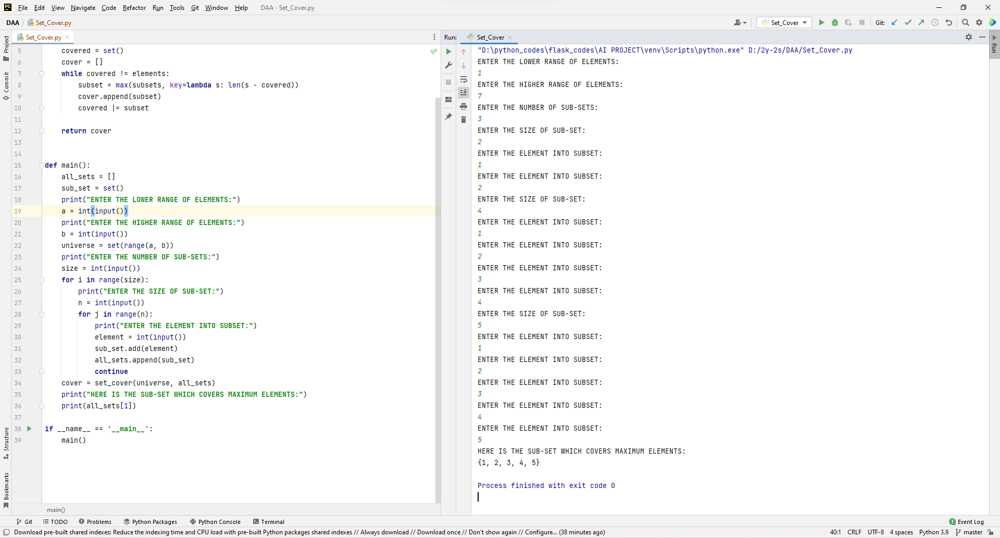 PC File Edit View Navigate Code Refactor Run Tools Git Window Help DAA - Set_Cover.py
DAA Set_Cover.py Set_Cover Git:
Project
Commit
Structure
Bookmarks
Set_Cover.py
5 covered = set()
6 cover = []
7 while covered != elements:
8 subset = max(subsets, key=lambda s: len(s - covered))
9 cover.append(subset)
10 covered |= subset
11
12 return cover
13
14
15 def main():
16 all_sets = []
17 sub_set = set()
18 print("ENTER THE LOWER RANGE OF ELEMENTS:")
19 a = int(input())
20 print("ENTER THE HIGHER RANGE OF ELEMENTS:")
21 b = int(input())
22 universe = set(range(a, b))
23 print("ENTER THE NUMBER OF SUB-SETS:")
24 size = int(input())
25 for i in range(size):
26 print("ENTER THE SIZE OF SUB-SET:")
27 n = int(input())
28 for j in range(n):
29 print("ENTER THE ELEMENT INTO SUBSET:")
30 element = int(input())
31 sub_set.add(element)
32 all_sets.append(sub_set)
33 continue
34 cover = set_cover(universe, all_sets)
35 print("HERE IS THE SUB-SET WHICH COVERS MAXIMUM ELEMENTS:")
36 print(all_sets[1])
37
38 if __name__ == '__main__':
39 main()
main()
Run: Set_Cover
Run
"D:\python_codes\flask_codes\AI PROJECT\venv\Scripts\python.exe" D:/2y-2s/DAA/Set_Cover.py
ENTER THE LOWER RANGE OF ELEMENTS:
1
ENTER THE HIGHER RANGE OF ELEMENTS:
7
ENTER THE NUMBER OF SUB-SETS:
3
ENTER THE SIZE OF SUB-SET:
2
ENTER THE ELEMENT INTO SUBSET:
1
ENTER THE ELEMENT INTO SUBSET:
2
ENTER THE SIZE OF SUB-SET:
4
ENTER THE ELEMENT INTO SUBSET:
1
ENTER THE ELEMENT INTO SUBSET:
2
ENTER THE ELEMENT INTO SUBSET:
3
ENTER THE ELEMENT INTO SUBSET:
4
ENTER THE SIZE OF SUB-SET:
5
ENTER THE ELEMENT INTO SUBSET:
1
ENTER THE ELEMENT INTO SUBSET:
2
ENTER THE ELEMENT INTO SUBSET:
3
ENTER THE ELEMENT INTO SUBSET:
4
ENTER THE ELEMENT INTO SUBSET:
5
HERE IS THE SUB-SET WHICH COVERS MAXIMUM ELEMENTS:
{1, 2, 3, 4, 5}
Process finished with exit code 0
Git TODO Problems Python Packages Python Console Terminal 1 Event Log
Download pre-built shared indexes: Reduce the indexing time and CPU load with pre-built Python packages shared indexes // Always download // Download once // Don't show again // Configure... (38 minutes ago) 40:1 CRLF UTF-8 4 spaces Python 3.9 master